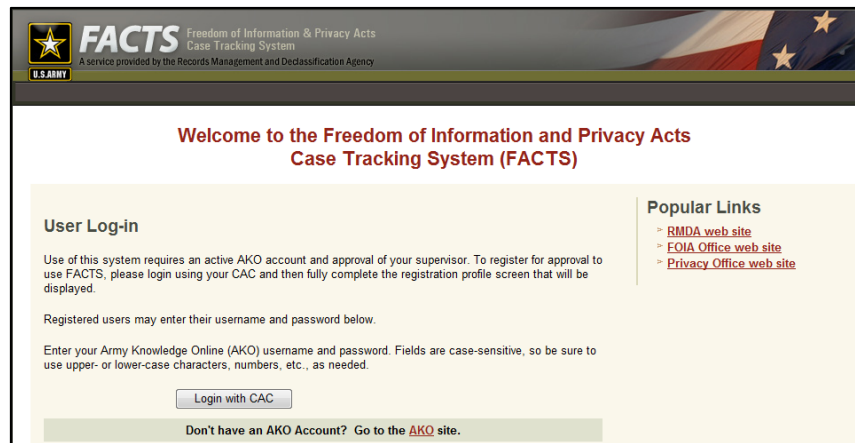 FACTS Freedom of Information & Privacy Acts
Case Tracking System
A service provided by the Records Management and Declassification Agency
U.S.ARMY
Welcome to the Freedom of Information and Privacy Acts
Case Tracking System (FACTS)
User Log-in
Use of this system requires an active AKO account and approval of your supervisor. To register for approval to
use FACTS, please login using your CAC and then fully complete the registration profile screen that will be
displayed.
Registered users may enter their username and password below.
Enter your Army Knowledge Online (AKO) username and password. Fields are case-sensitive, so be sure to
use upper- or lower-case characters, numbers, etc., as needed.
Login with CAC
Don't have an AKO Account? Go to the AKO site.
Popular Links
RMDA web site
FOIA Office web site
Privacy Office web site